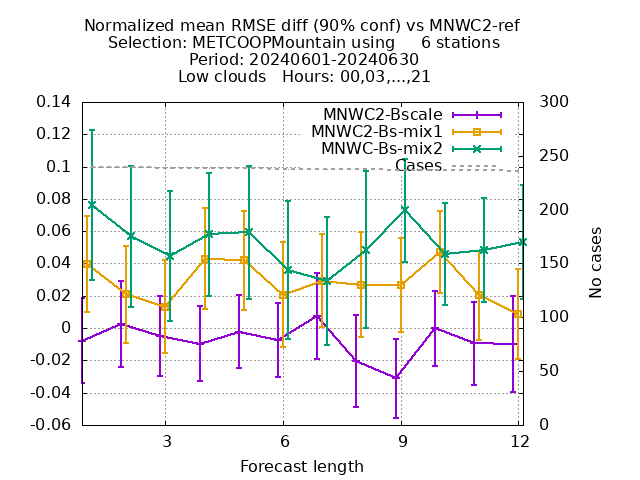 Normalized mean RMSE diff (90% conf) vs MNWC2-ref
Selection: METCOOPMountain using 6 stations
Period: 20240601-20240630
Low clouds Hours: 00,03,...,21
MNWC2-Bscale
MNWC2-Bs-mix1
MNWC-Bs-mix2
Cases
0.14
0.12
0.1
0.08
0.06
0.04
0.02
0
-0.02
-0.04
-0.06
300
250
200
150
100
50
0
No cases
3 6 9 12
Forecast length